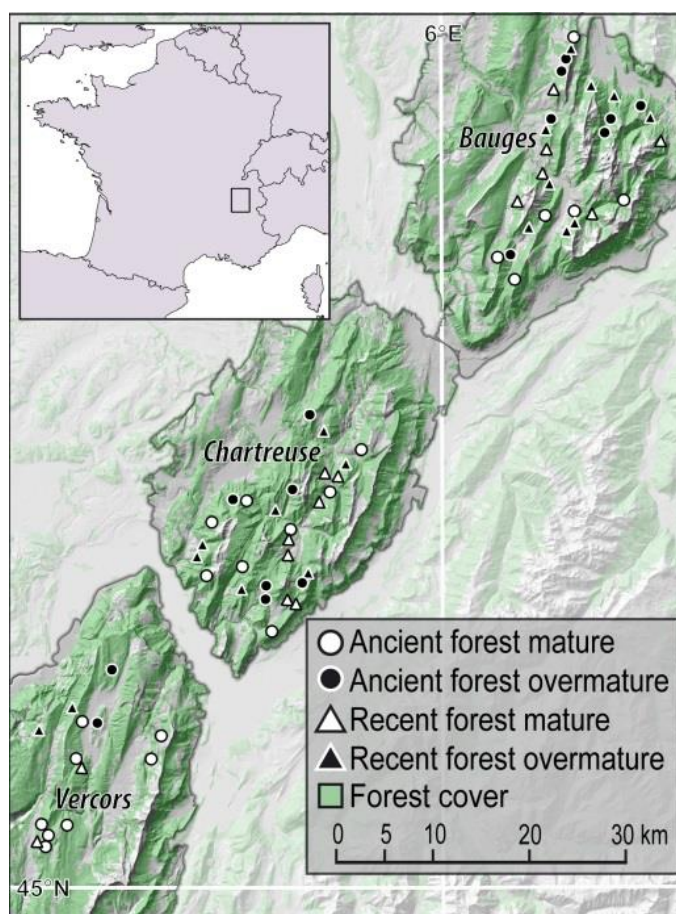 6°E
Bauges
Chartreuse
Vercors
45°N
Ancient forest mature
Ancient forest overmature
Recent forest mature
Recent forest overmature
Forest cover
0 10 20 30 km